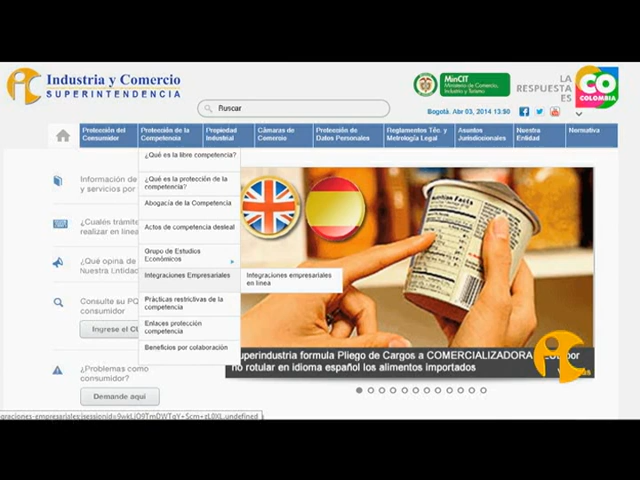 Industria y Comercio
SUPERINTENDENCIA
Buscar
MinCIT
Ministerio de Comercio,
Industria y Turismo
LA
RESPUESTA
ES
CO
COLOMBIA
Bogotá, Abr 03, 2014 13:50
Protección del
Consumidor
Protección de la
Competencia
Propiedad
Industrial
Cámaras de
Comercio
Protección de
Datos Personales
Reglamentos Téc. y
Metrología Legal
Asuntos
Jurisdiccionales
Nuestra
Entidad
Normativa
¿Qué es la libre competencia?
¿Qué es la protección de la
competencia?
Abogacía de la Competencia
Actos de competencia desleal
Grupo de Estudios
Económicos
Integraciones Empresariales
Integraciones empresariales
en línea
Prácticas restrictivas de la
competencia
Enlaces protección
competencia
Beneficios por colaboración
Información de
y servicios por
¿Cuáles trámite
realizar en línea
¿Qué opina de
Nuestra Entidad
Consulte su PQ
consumidor
Ingrese el CU
¿Problemas como
consumidor?
Demande aquí
Nutrition Facts
Superindustria formula Pliego de Cargos a COMERCIALIZADORA
por
no rotular en idioma español los alimentos importados